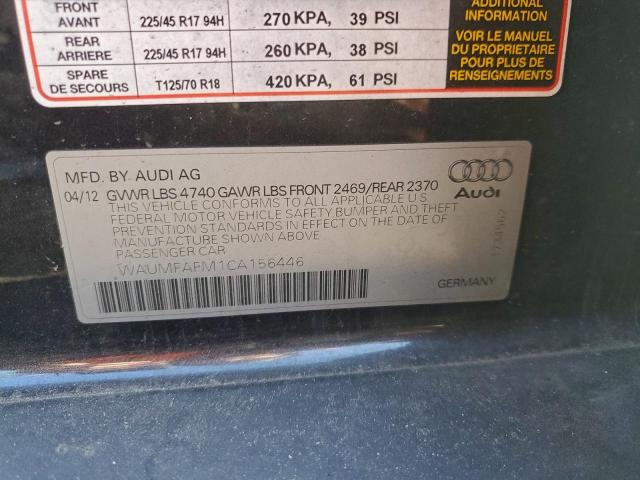 FRONT
AVANT 225/45 R17 94H 270 KPA, 39 PSI
REAR
ARRIERE 225/45 R17 94H 260 KPA, 38 PSI
SPARE
DE SECOURS T125/70 R18 420 KPA, 61 PSI
ADDITIONAL
INFORMATION
VOIR LE MANUEL
DU PROPRIETAIRE
POUR PLUS DE
RENSEIGNEMENTS
MFD. BY AUDI AG
04/12 GVWR LBS 4740 GAWR LBS FRONT 2469/REAR 2370
THIS VEHICLE CONFORMS TO ALL APPLICABLE U.S.
FEDERAL MOTOR VEHICLE SAFETY BUMPER AND THEFT
PREVENTION STANDARDS IN EFFECT ON THE DATE OF
MANUFACTURE SHOWN ABOVE
PASSENGER CAR
WAUMFAFM1CA156446
Audi
GERMANY